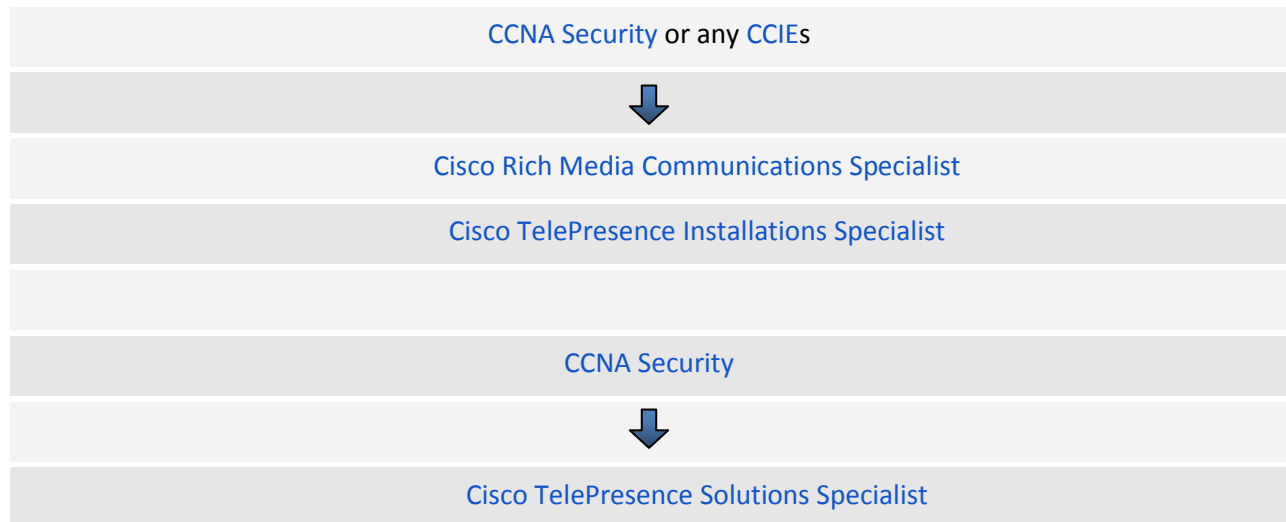 CCNA Security or any CCIEs
Cisco Rich Media Communications Specialist
Cisco TelePresence Installations Specialist
CCNA Security
Cisco TelePresence Solutions Specialist